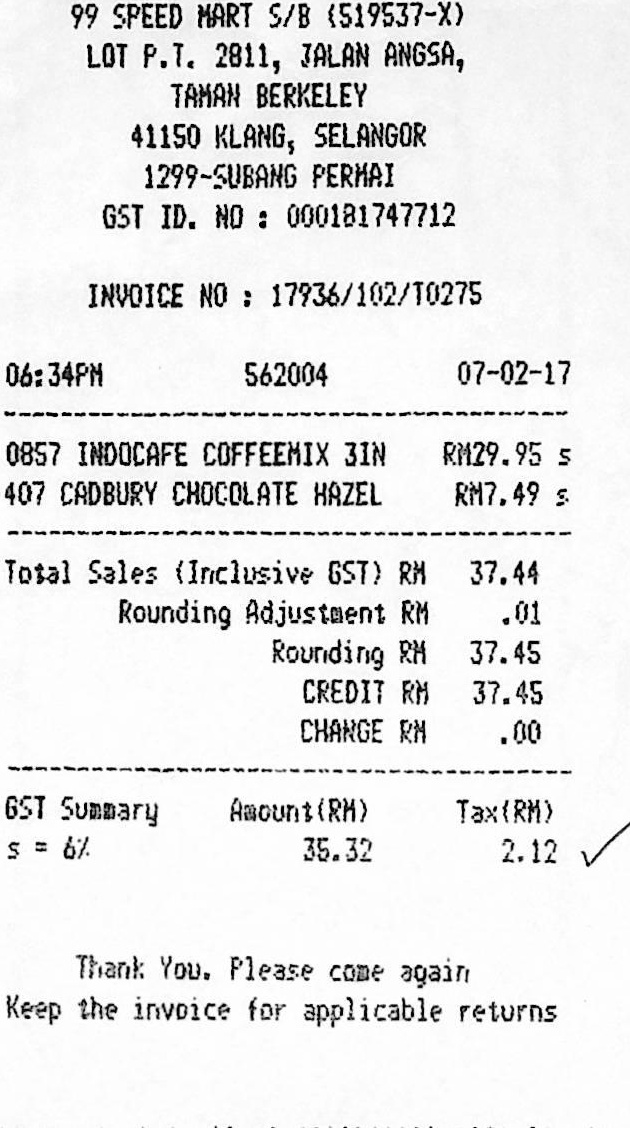 99 SPEED MART S/B (519537-X)
LOT P.T. 2811, JALAN ANGSA,
TAMAN BERKELEY
41150 KLANG, SELANGOR
1299-SUBANG PERMAI
GST ID. NO : 000181747712
INVOICE NO : 17936/102/T0275
06:34PM 562004 07-02-17
0857 INDOCAFE COFFEEMIX 3IN RM29.95 s
407 CADBURY CHOCOLATE HAZEL RM7.49 s
Total Sales (Inclusive GST) RM 37.44
Rounding Adjustment RM .01
Rounding RM 37.45
CREDIT RM 37.45
CHANGE RM .00
GST Summary Amount(RM) Tax(RM)
s = 6% 35.32 2.12
Thank You. Please come again
Keep the invoice for applicable returns